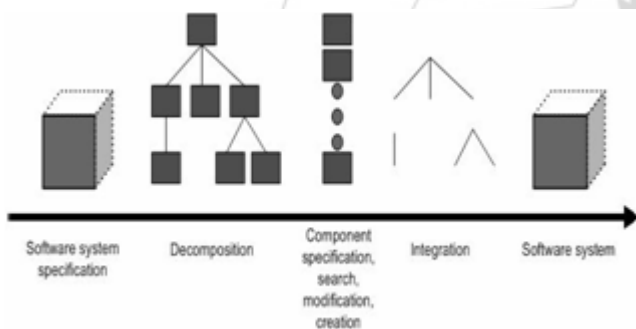 Software system
specification
Decomposition
Component
specification,
search,
modification,
creation
Integration
Software system